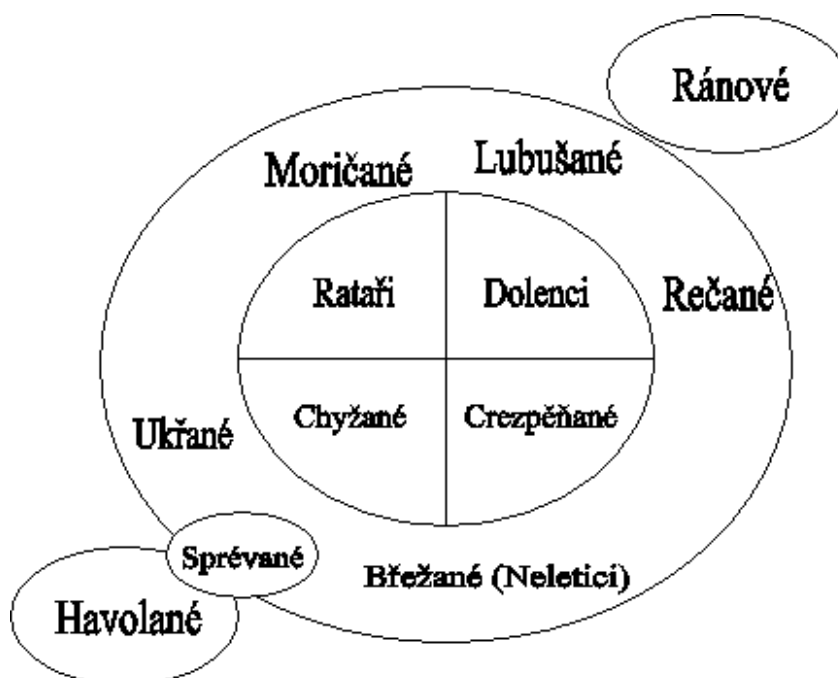 Ránové
Moričané
Lubušané
Rataři
Dolenci
Rečané
Chyžané
Crezpěňané
Ukřané
Sprévané
Břežané (Neletici)
Havolané